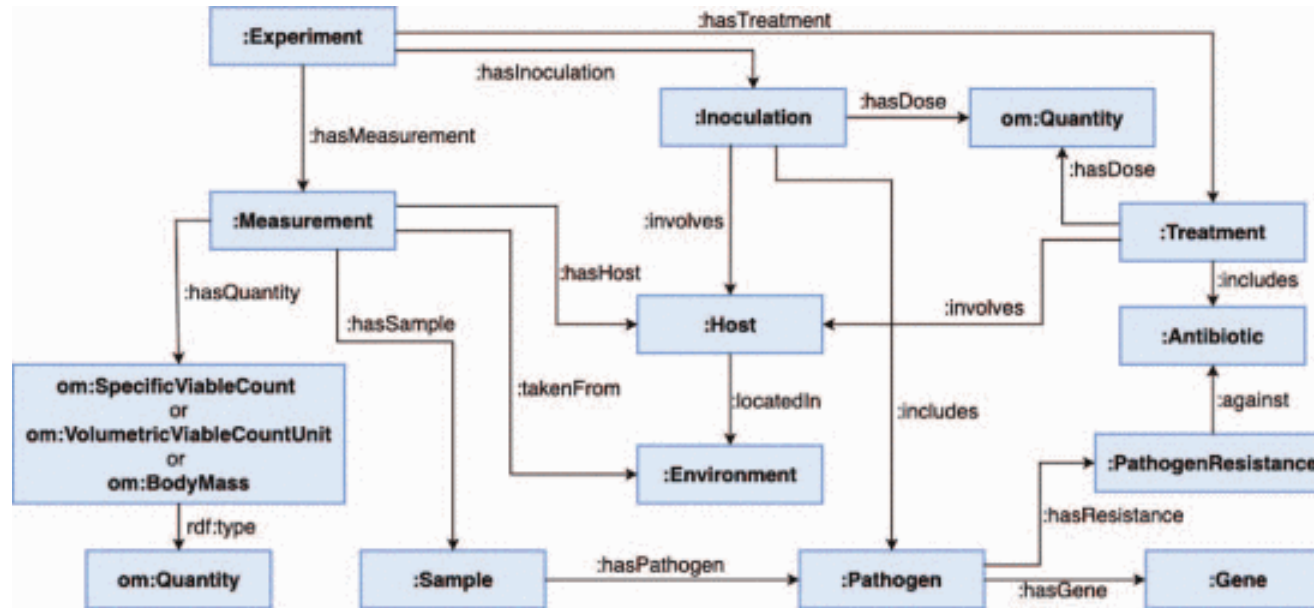 :Experiment
:hasTreatment
:hasInoculation
:Inoculation
:hasDose
om:Quantity
:hasMeasurement
:hasDose
:Measurement
:involves
:Treatment
:hasHost
:includes
:hasQuantity
:hasSample
:Host
:involves
:Antibiotic
om:SpecificViableCount
or
om:VolumetricViableCountUnit
or
om:BodyMass
:takenFrom
:locatedIn
:includes
:against
:Environment
:PathogenResistance
rdf:type
:hasResistance
om:Quantity
:Sample
:hasPathogen
:Pathogen
:hasGene
:Gene